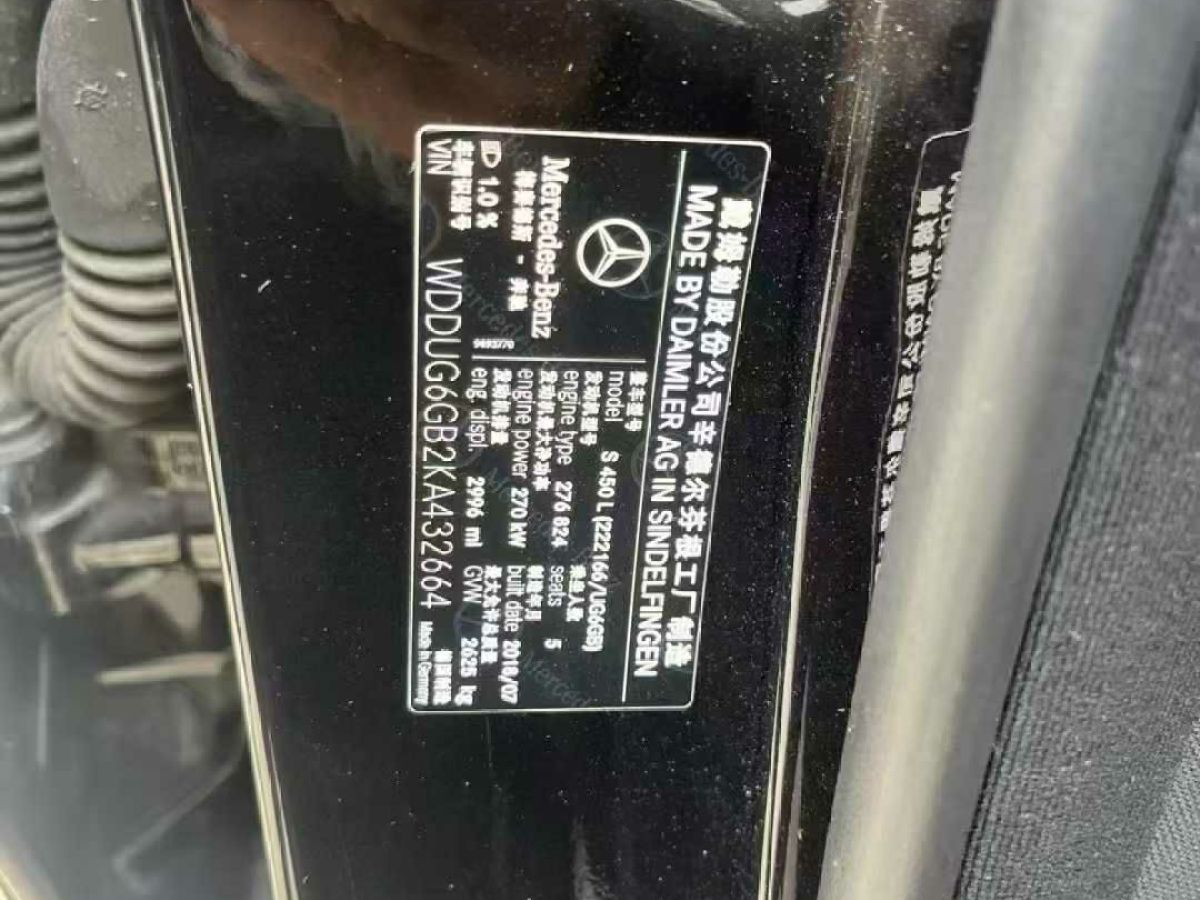 戴姆勒股份公司辛德尔芬根工厂制造
MADE BY DAIMLER AG IN SINDELFINGEN
Mercedes-Benz
梅赛德斯 - 奔驰
9693770
整车型号
model S 450 L (222166/UG6GB)
发动机型号 乘坐人数
engine type 276 824 seats 5
发动机最大净功率 制造年月
engine power 270 kW built date 2018/07
发动机排量 最大允许总质量
eng. displ. 2996 ml GVW 2625 kg
1.0 %
车辆识别号 德国制造
VIN WDDUG6GB2KA432664 Made in Germany